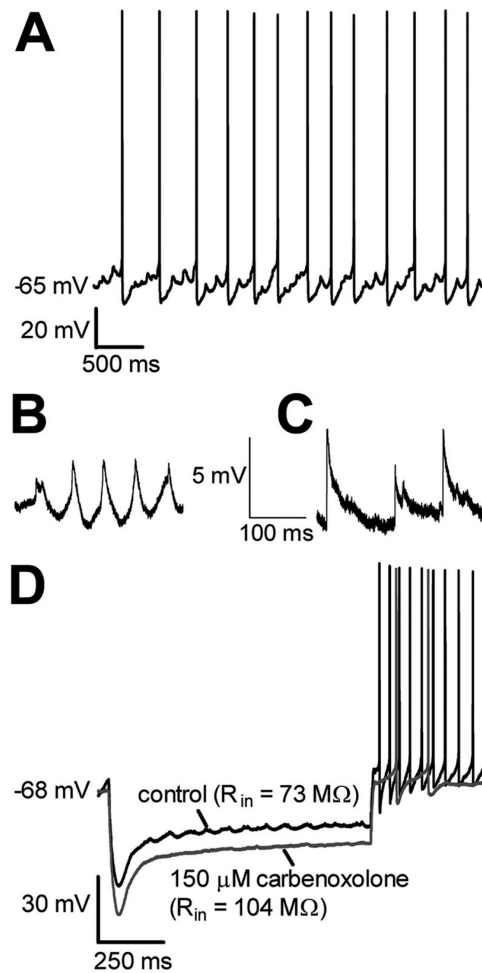 A
-65 mV
20 mV
500 ms
B
C
5 mV
100 ms
D
-68 mV
control (Rin = 73 MΩ)
150 μM carbenoxolone
(Rin = 104 MΩ)
30 mV
250 ms